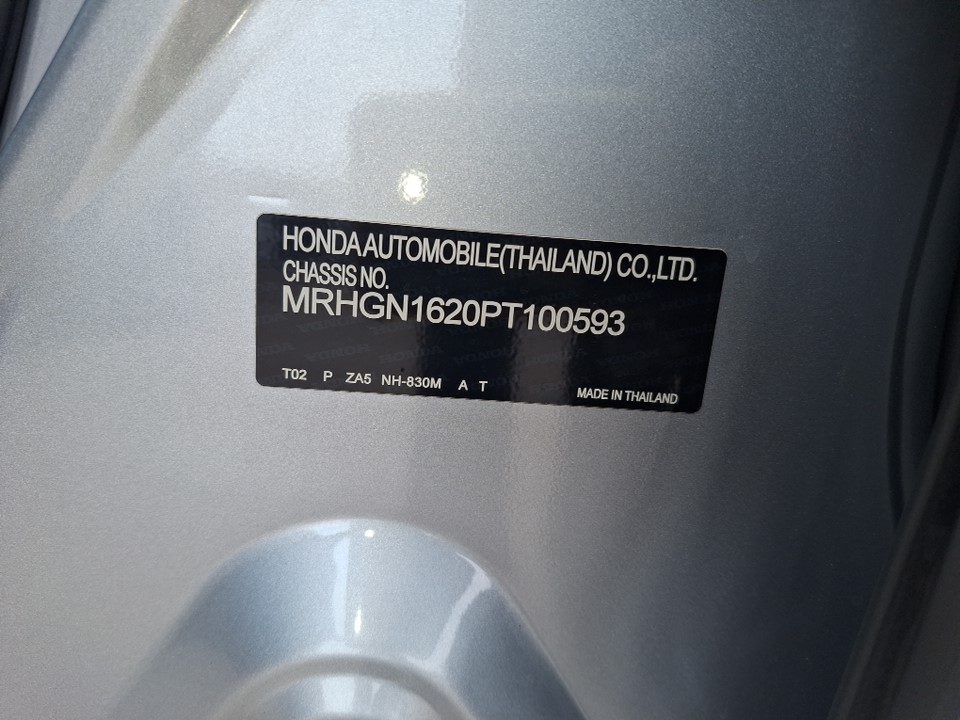 HONDA AUTOMOBILE(THAILAND) CO.,LTD.
CHASSIS NO.
MRHGN1620PT100593
T02 P ZA5 NH-830M A T
MADE IN THAILAND